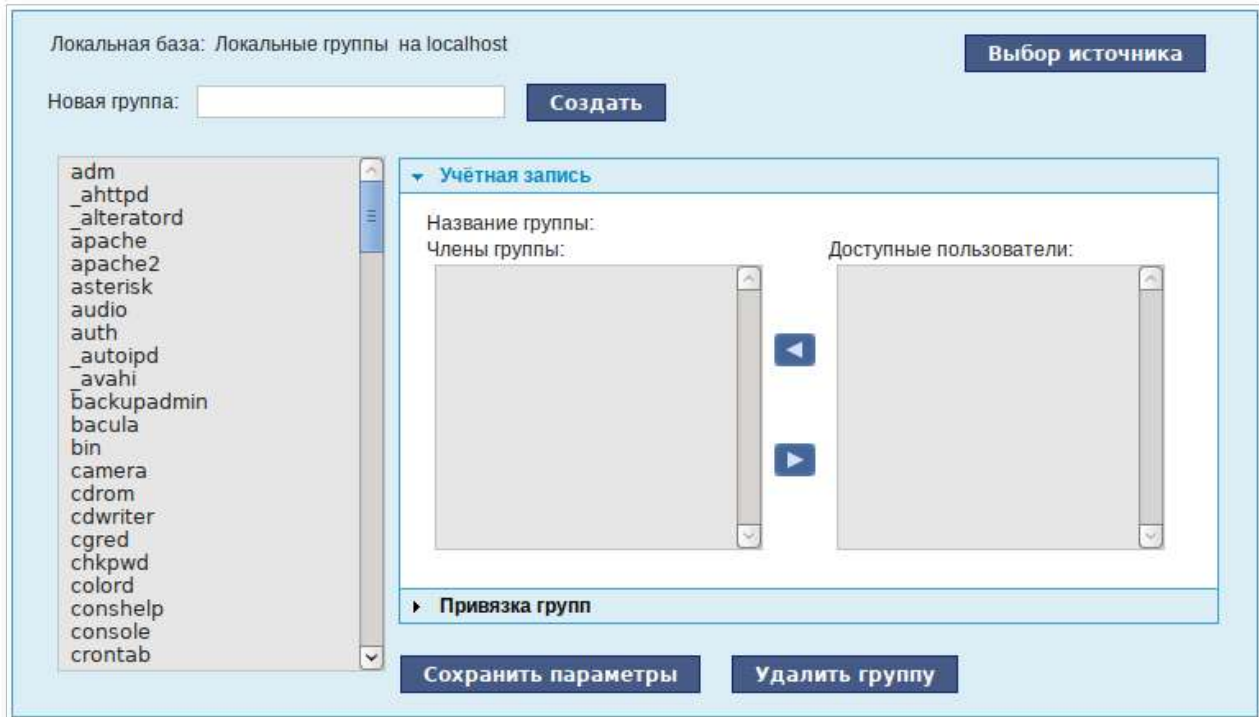 Локальная база: Локальные группы на localhost
Выбор источника
Новая группа:
Создать
adm
_ahttpd
_alteratord
apache
apache2
asterisk
audio
auth
_autoipd
_avahi
backupadmin
bacula
bin
camera
cdrom
cdwriter
cgred
chkpwd
colord
conshelp
console
crontab
Учётная запись
Название группы:
Члены группы:
Доступные пользователи:
Привязка групп
Сохранить параметры
Удалить группу